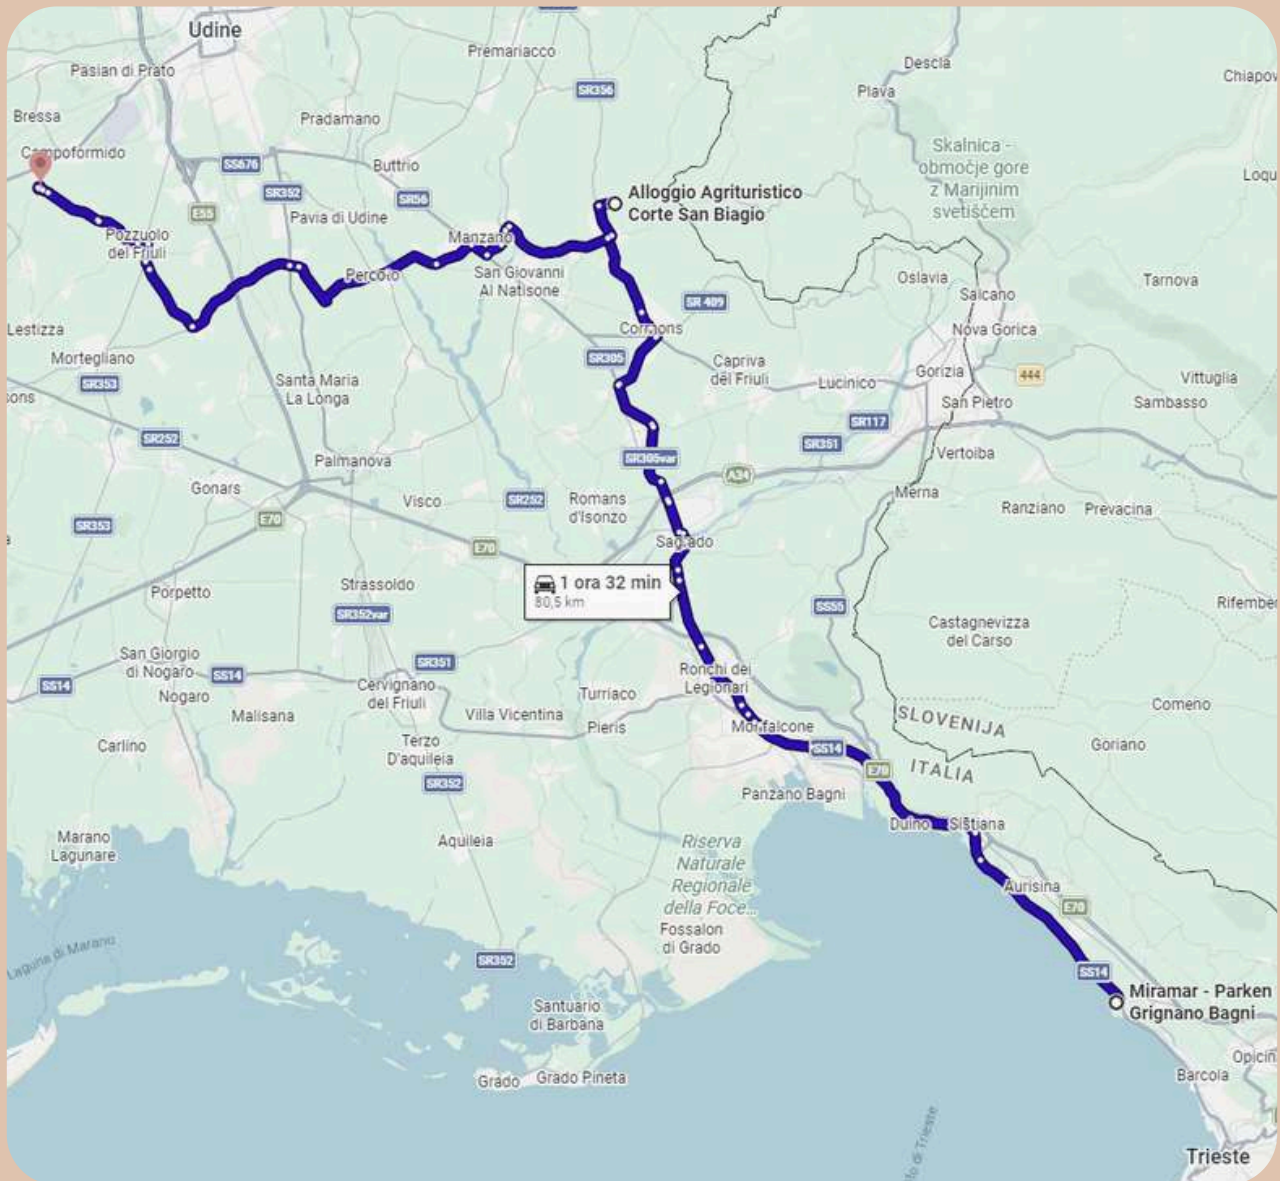 Udine
Premariacco
Pasian di Prato
Descla
Chiapov
Plava
SR356
Bressa
Pradamano
Campoformido
Skalnica -
območje gore
z Marijinim
svetiščem
Buttrio
SS676
Loqu
SR352
SR56
Alloggio Agrituristico
Corte San Biagio
E55
Pavia di Udine
Pozzuolo
del Friuli
Manzano
Percoto
San Giovanni
Al Natisone
Oslavia
Tarnova
Salcano
SR 409
Lestizza
Cormons
Nova Gorica
Mortegliano
SR305
Capriva
del Friuli
Gorizia
444
SR353
Santa Maria
La Longa
Lucinico
Vittuglia
sons
San Pietro
Sambasso
SR117
SR252
SR351
Vertoiba
Palmanova
SR305var
A34
Gonars
Merna
Visco
SR252
Romans
d'Isonzo
Ranziano
Prevacina
E70
SR353
Sagrado
E70
1 ora 32 min
80,5 km
Strassoldo
Porpetto
SR352var
SS55
Rifember
Castagnevizza
del Carso
San Giorgio
di Nogaro
SR351
SS14
SS14
Nogaro
Cervignano
del Friuli
Ronchi dei
Legionari
Turriaco
Malisana
Villa Vicentina
Pieris
Comeno
SLOVENIJA
Carlino
Terzo
D'aquileia
Monfalcone
SS14
Goriano
E70
ITALIA
SR352
Panzano Bagni
Marano
Lagunare
Aquileia
Riserva
Naturale
Regionale
della Foce...
Duino
Sistiana
Aurisina
E70
Fossalon
di Grado
Laguna di Marano
SR352
SS14
Miramar - Parken
Grignano Bagni
Santuario
di Barbana
Opicin
Grado
Grado Pineta
Barcola
lo di Trieste
Trieste